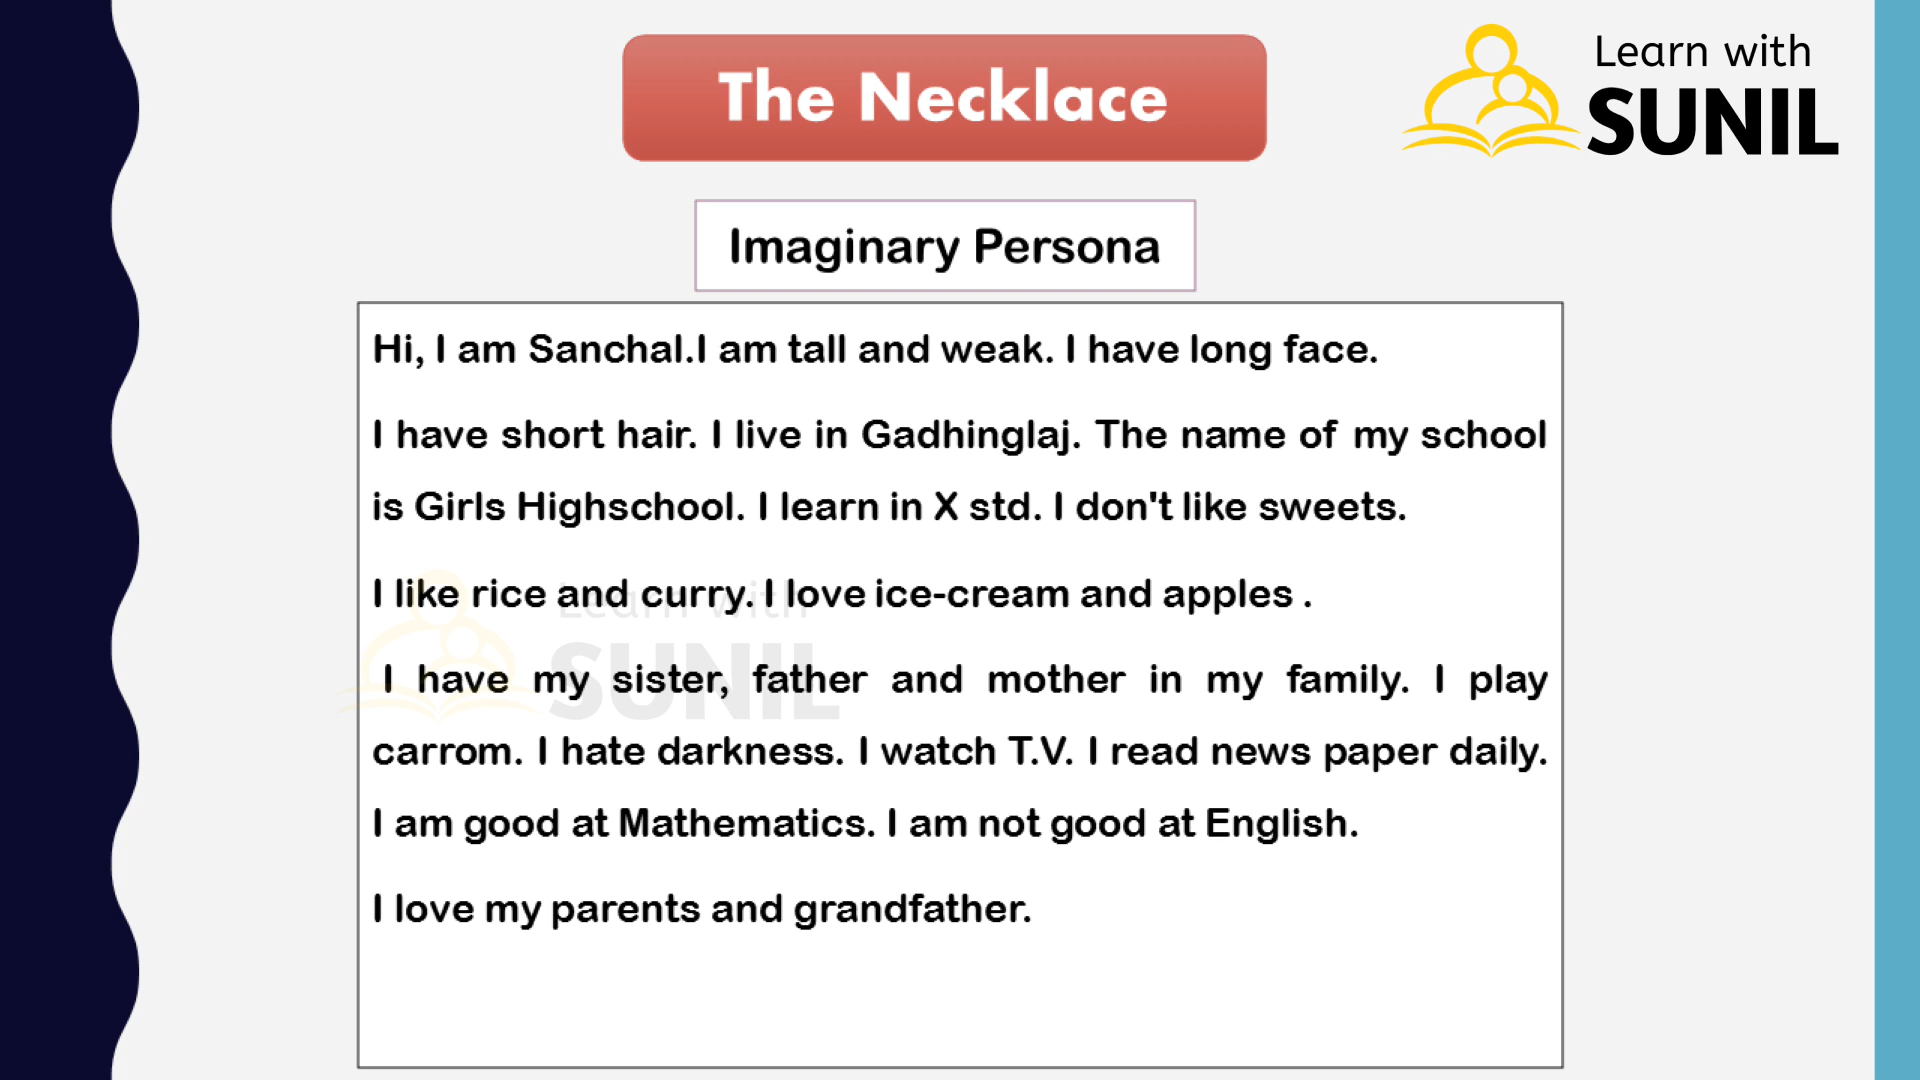 The Necklace
Learn with
SUNIL
Imaginary Persona
Hi, I am Sanchal.I am tall and weak. I have long face.
I have short hair. I live in Gadhinglaj. The name of my school
is Girls Highschool. I learn in X std. I don't like sweets.
I like rice and curry. I love ice-cream and apples .
I have my sister, father and mother in my family. I play
carrom. I hate darkness. I watch T.V. I read news paper daily.
I am good at Mathematics. I am not good at English.
I love my parents and grandfather.
Learn with
SUNIL